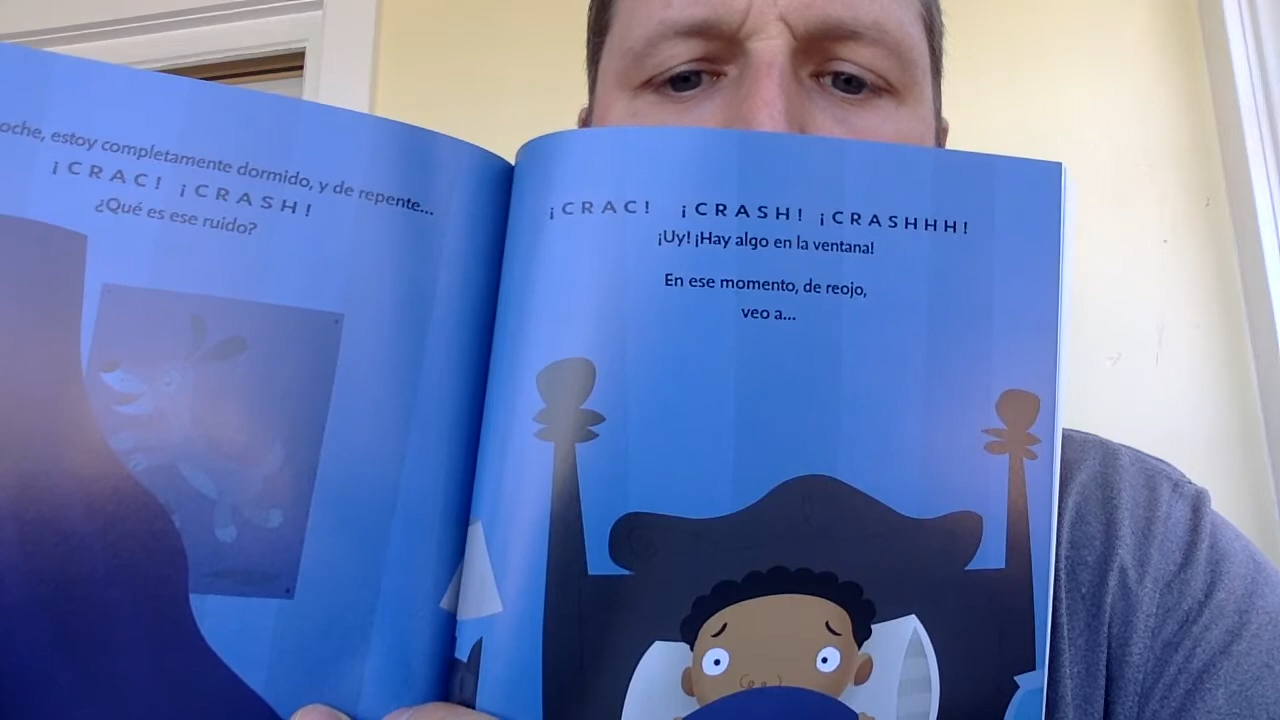 estoy completamente dormido, y de repente...
¡CRAC! ¡CRASH!
¿Qué es ese ruido?
¡CRAC! ¡CRASH! ¡CRASHHH!
¡Uy! ¡Hay algo en la ventana!
En ese momento, de reojo,
veo a...